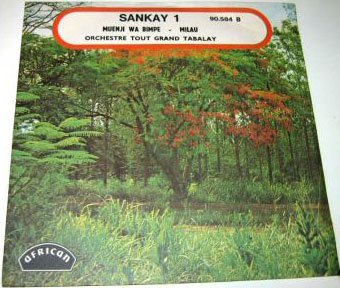 SANKAY 1 90.584 B
MUENJI WA BIMPE - MILAU
ORCHESTRE TOUT GRAND TABALAY
AFRICAN